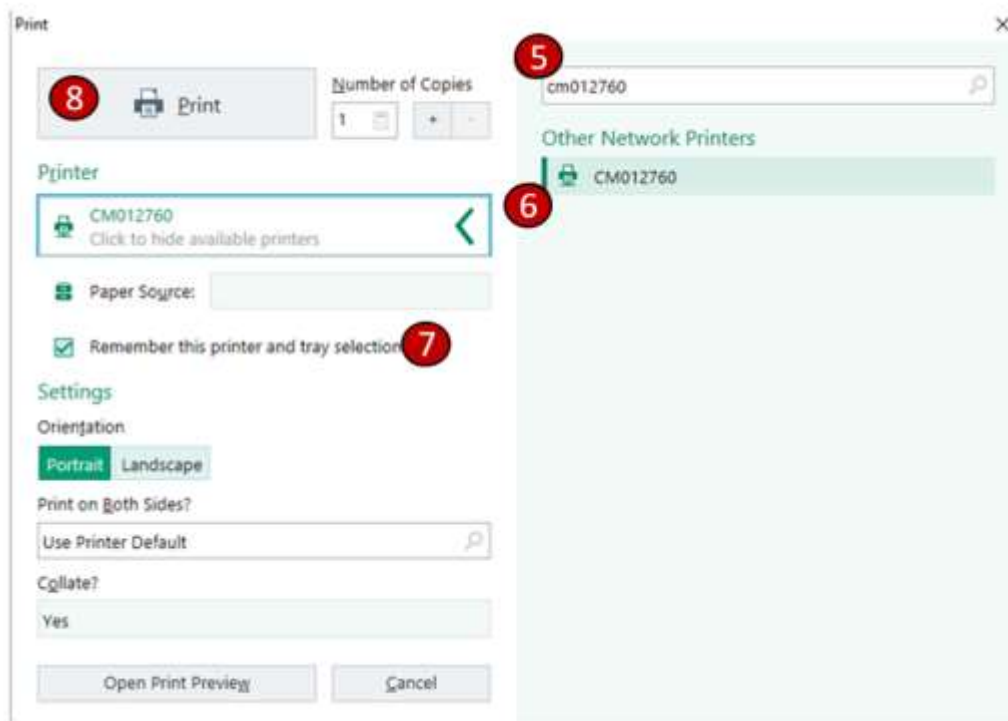 Print
8
Print
Number of Copies
1
+
-
Printer
CM012760
Click to hide available printers
Paper Source:
Remember this printer and tray selection
7
Settings
Orientation
Portrait Landscape
Print on Both Sides?
Use Printer Default
Collate?
Yes
Open Print Preview
Cancel
5
cm012760
Other Network Printers
CM012760
6